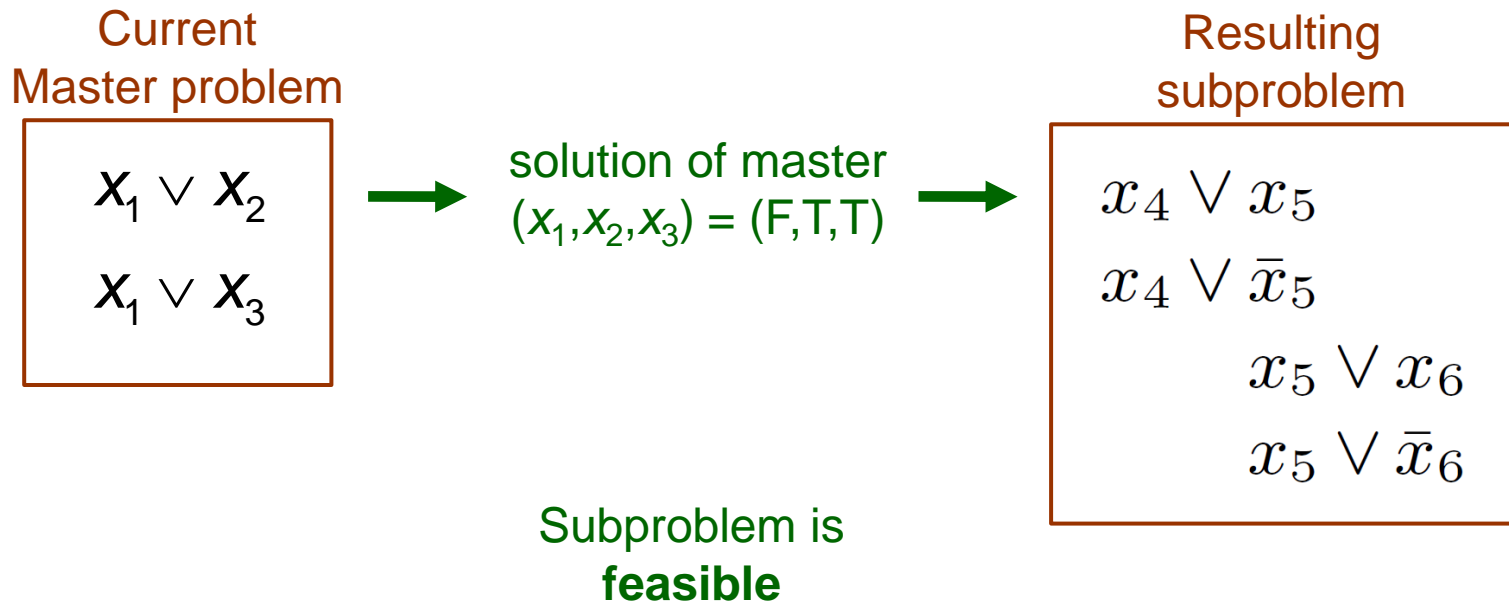 Current
Master problem
x₁ ∨ x₂
x₁ ∨ x₃
solution of master
(x₁,x₂,x₃) = (F,T,T)
Resulting
subproblem
x₄ ∨ x₅
x₄ ∨ x̄₅
x₅ ∨ x₆
x₅ ∨ x̄₆
Subproblem is
feasible